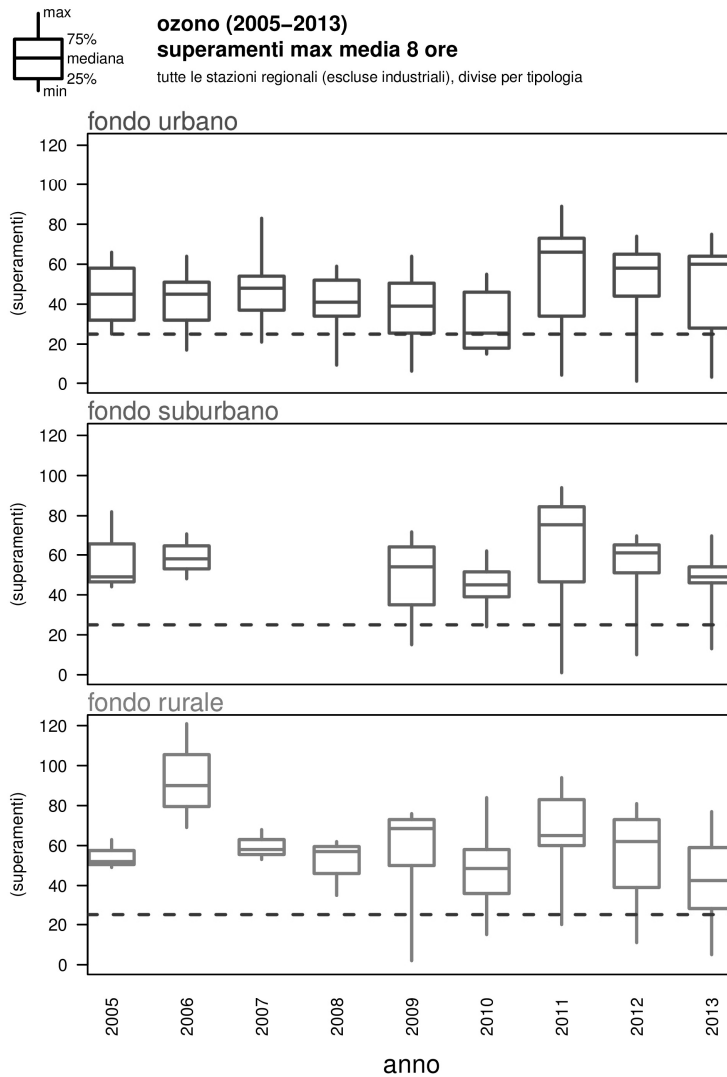 max
75%
mediana
25%
min
ozono (2005−2013)
superamenti max media 8 ore
tutte le stazioni regionali (escluse industriali), divise per tipologia
fondo urbano
(superamenti)
120
100
80
60
40
20
0
fondo suburbano
(superamenti)
120
100
80
60
40
20
0
fondo rurale
(superamenti)
120
100
80
60
40
20
0
2005
2006
2007
2008
2009
2010
2011
2012
2013
anno